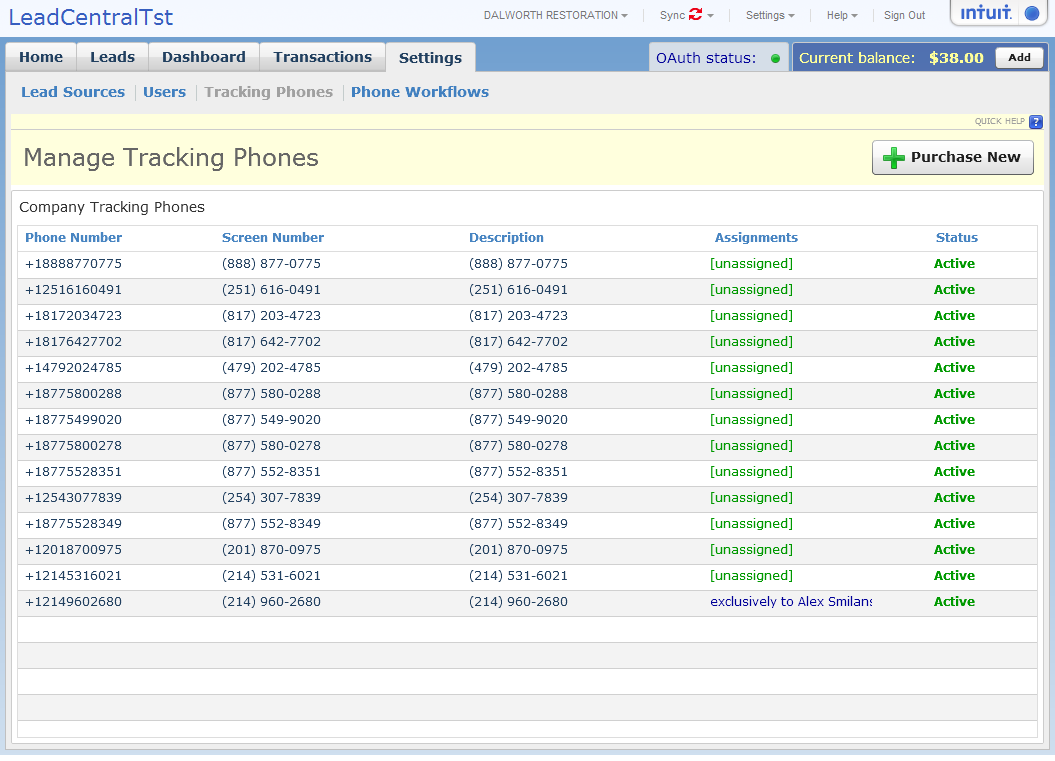 LeadCentralTst DALWORTH RESTORATION Sync Settings Help Sign Out intuit.
Home Leads Dashboard Transactions Settings OAuth status: Current balance: $38.00 Add
Lead Sources Users Tracking Phones Phone Workflows
QUICK HELP ?
Manage Tracking Phones Purchase New
Company Tracking Phones
Phone Number Screen Number Description Assignments Status
+18888770775 (888) 877-0775 (888) 877-0775 [unassigned] Active
+12516160491 (251) 616-0491 (251) 616-0491 [unassigned] Active
+18172034723 (817) 203-4723 (817) 203-4723 [unassigned] Active
+18176427702 (817) 642-7702 (817) 642-7702 [unassigned] Active
+14792024785 (479) 202-4785 (479) 202-4785 [unassigned] Active
+18775800288 (877) 580-0288 (877) 580-0288 [unassigned] Active
+18775499020 (877) 549-9020 (877) 549-9020 [unassigned] Active
+18775800278 (877) 580-0278 (877) 580-0278 [unassigned] Active
+18775528351 (877) 552-8351 (877) 552-8351 [unassigned] Active
+12543077839 (254) 307-7839 (254) 307-7839 [unassigned] Active
+18775528349 (877) 552-8349 (877) 552-8349 [unassigned] Active
+12018700975 (201) 870-0975 (201) 870-0975 [unassigned] Active
+12145316021 (214) 531-6021 (214) 531-6021 [unassigned] Active
+12149602680 (214) 960-2680 (214) 960-2680 exclusively to Alex Smilans Active